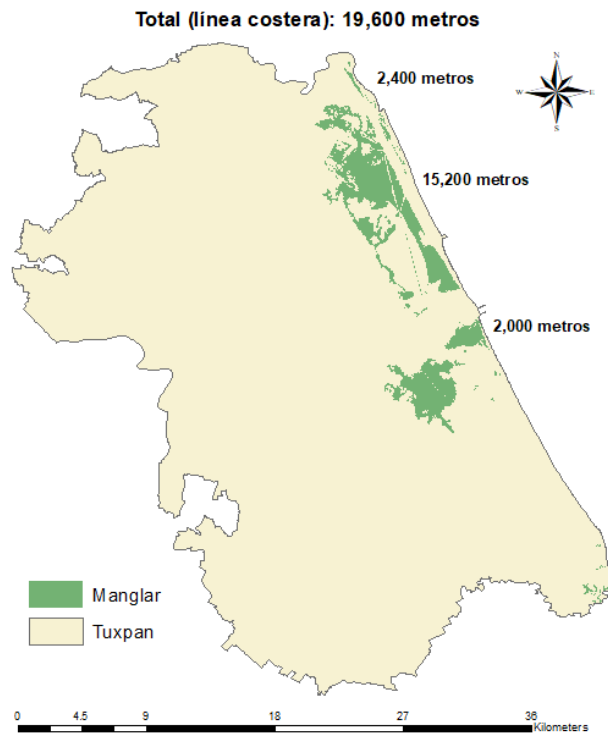 Total (línea costera): 19,600 metros
N
2,400 metros
W
E
S
15,200 metros
2,000 metros
Manglar
Tuxpan
0 4.5 9 18 27 36
Kilometers